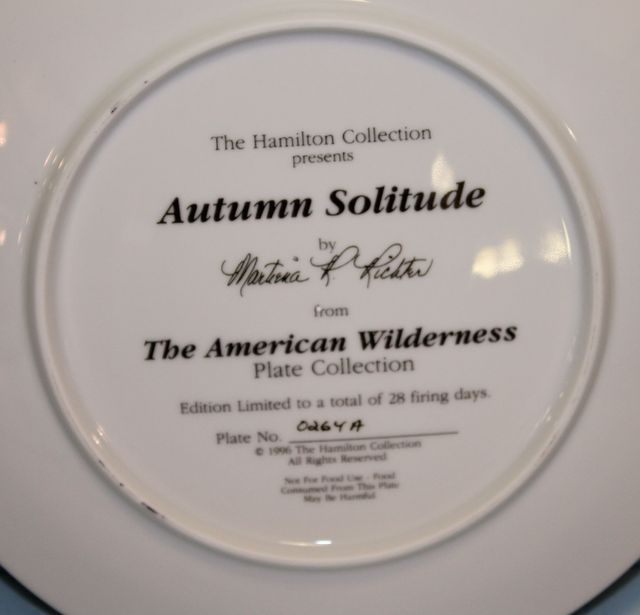 The Hamilton Collection
presents
Autumn Solitude
by
Martiena R. Richter
from
The American Wilderness
Plate Collection
Edition Limited to a total of 28 firing days.
Plate No. 0264A
© 1996 The Hamilton Collection
All Rights Reserved.
Not For Food Use - Food
Consumed From This Plate
May Be Harmful.